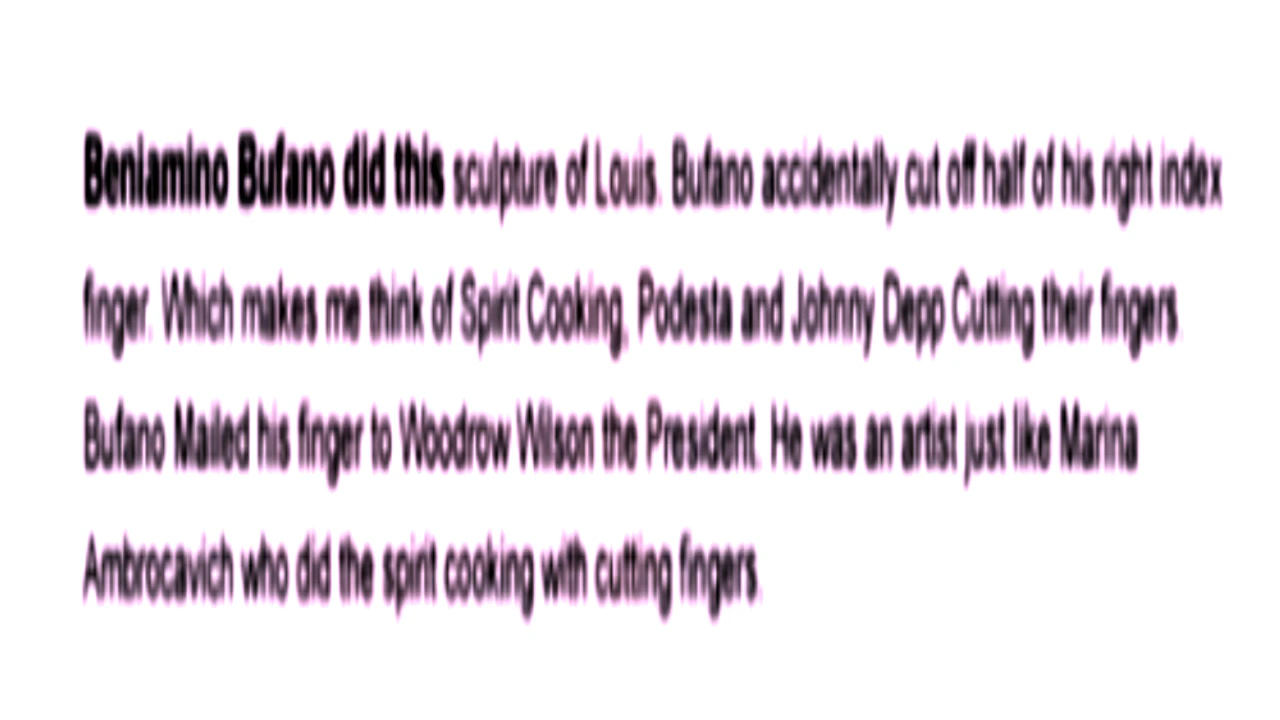 Beniamino Bufano did this sculpture of Louis. Bufano accidentally cut off half of his right index
finger. Which makes me think of Spirit Cooking, Podesta and Johnny Depp Cutting their fingers.
Bufano Mailed his finger to Woodrow Wilson the President. He was an artist just like Marina
Ambrocavich who did the spirit cooking with cutting fingers.